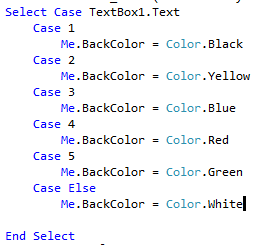 Select Case TextBox1.Text
    Case 1
        Me.BackColor = Color.Black
    Case 2
        Me.BackColor = Color.Yellow
    Case 3
        Me.BackColor = Color.Blue
    Case 4
        Me.BackColor = Color.Red
    Case 5
        Me.BackColor = Color.Green
    Case Else
        Me.BackColor = Color.White
End Select